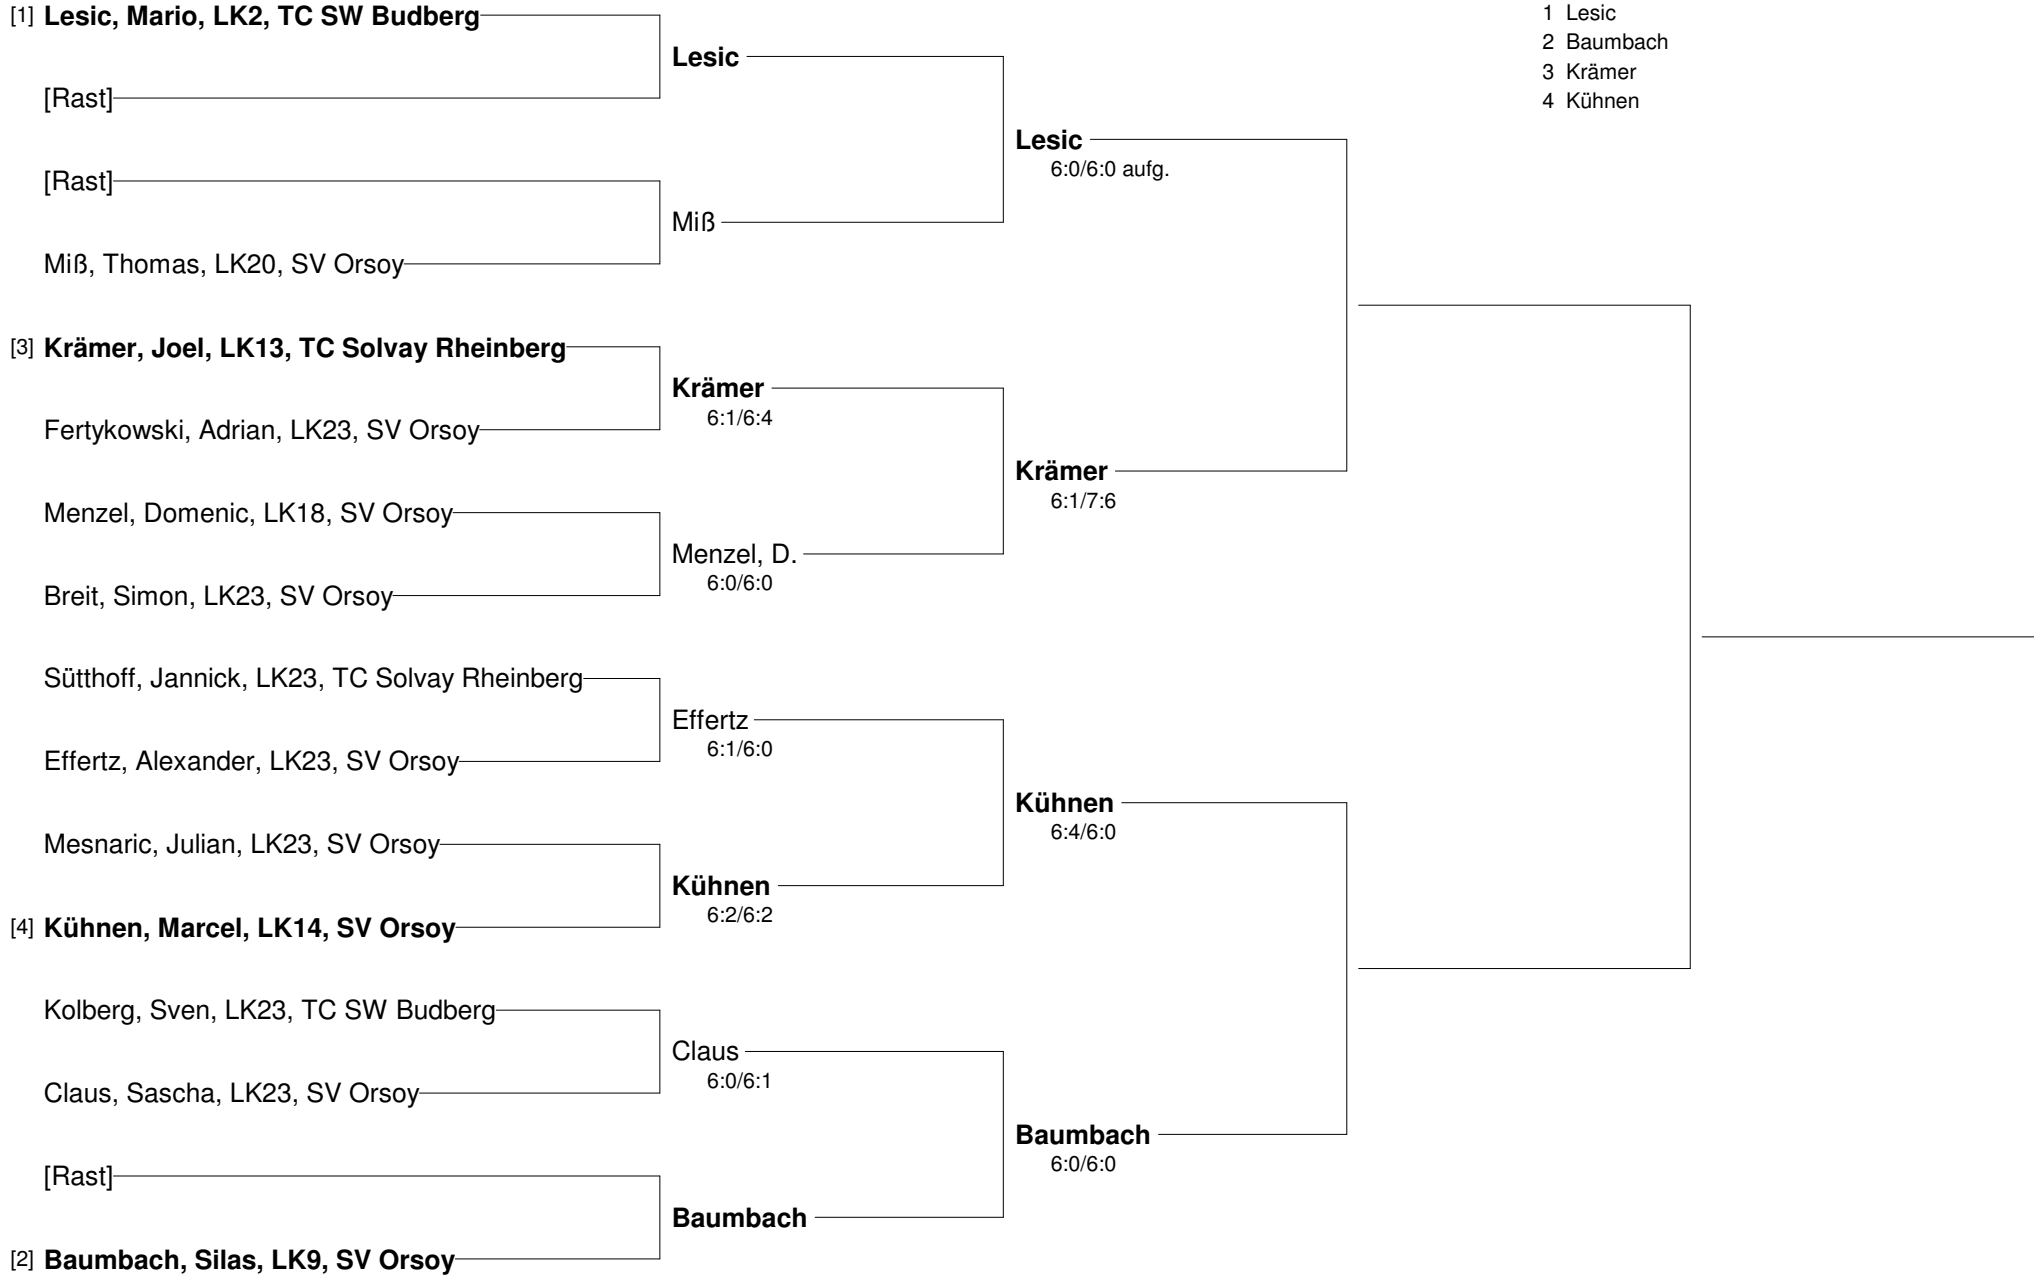 [1] Lesic, Mario, LK2, TC SW Budberg
[Rast]
[Rast]
Miß, Thomas, LK20, SV Orsoy
[3] Krämer, Joel, LK13, TC Solvay Rheinberg
Fertykowski, Adrian, LK23, SV Orsoy
Menzel, Domenic, LK18, SV Orsoy
Breit, Simon, LK23, SV Orsoy
Sütthoff, Jannick, LK23, TC Solvay Rheinberg
Effertz, Alexander, LK23, SV Orsoy
Mesnaric, Julian, LK23, SV Orsoy
[4] Kühnen, Marcel, LK14, SV Orsoy
Kolberg, Sven, LK23, TC SW Budberg
Claus, Sascha, LK23, SV Orsoy
[Rast]
[2] Baumbach, Silas, LK9, SV Orsoy
Lesic
Miß
Krämer
6:1/6:4
Menzel, D.
6:0/6:0
Effertz
6:1/6:0
Kühnen
6:2/6:2
Claus
6:0/6:1
Baumbach
Lesic
6:0/6:0 aufg.
Krämer
6:1/7:6
Kühnen
6:4/6:0
Baumbach
6:0/6:0
1 Lesic
2 Baumbach
3 Krämer
4 Kühnen